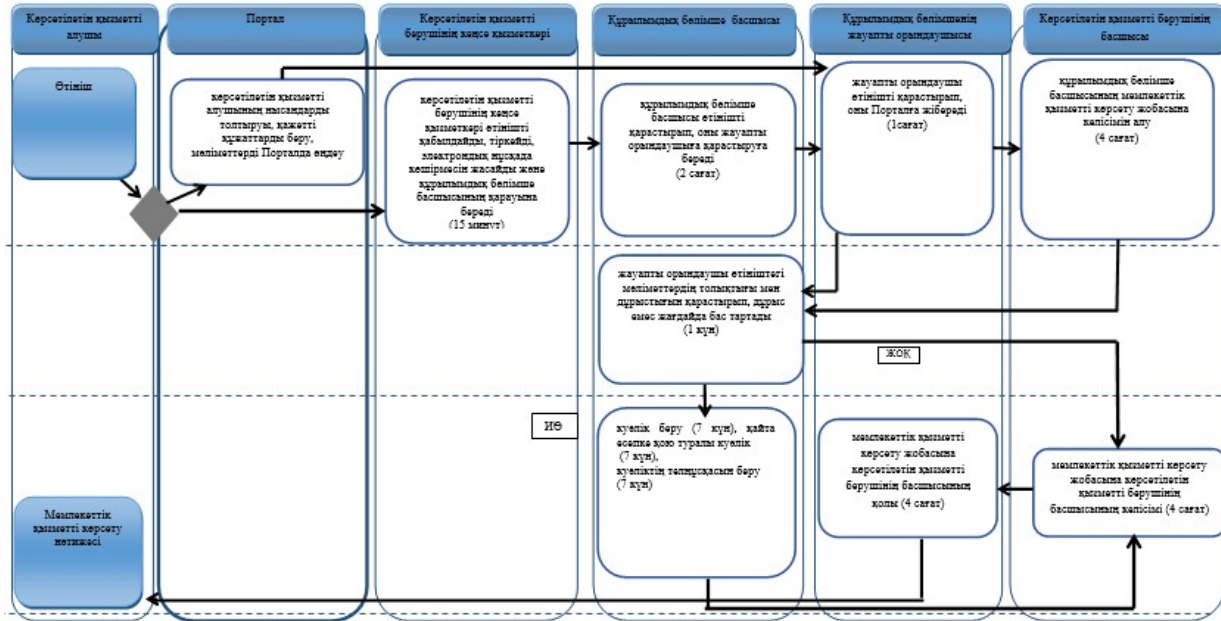 Көрсетілетін қызметті
алушы
Портал
Көрсетілетін қызметті
берушінің кеңсе қызметкері
Құрылымдық бөлімше басшысы
Құрылымдық бөлімшенің
жауапты орындаушысы
Көрсетілетін қызметті берушінің
басшысы
Өтініш
көрсетілетін қызметті
алушының нысандарды
толтыруы, қажетті
құжаттарды беру,
мәліметтерді Порталда өңдеу
көрсетілетін қызметті
берушінің кеңсе
қызметкері өтінішті
қабылдайды, тіркейді,
электрондық нұсқада
көшірмесін жасайды және
құрылымдық бөлімше
басшысының қарауына
береді
(15 минут)
құрылымдық бөлімше
басшысы өтінішті
қарастырып, оны жауапты
орындаушыға қарастыруға
береді
(2 сағат)
жауапты орындаушы
өтінішті қарастырып,
оны Порталға жібереді
(1сағат)
құрылымдық бөлімше
басшысының мемлекеттік
қызметті көрсету жобасына
келісімін алу
(4 сағат)
жауапты орындаушы өтініштегі
мәліметтердің толықтығы мен
дұрыстығын қарастырып, дұрыс
емес жағдайда бас тартады
(1 күн)
ЖОҚ
ИӘ
куәлік беру (7 күн), қайта
есепке қою туралы куәлік
(7 күн),
куәліктің телнұсқасын беру
(7 күн)
мемлекеттік қызметті
көрсету жобасына
көрсетілетін қызметті
берушінің басшысының
қолы (4 сағат)
мемлекеттік қызметті көрсету
жобасына көрсетілетін
қызметті берушінің
басшысының келісімі (4 сағат)
Мемлекеттік
қызметті көрсету
нәтижесі